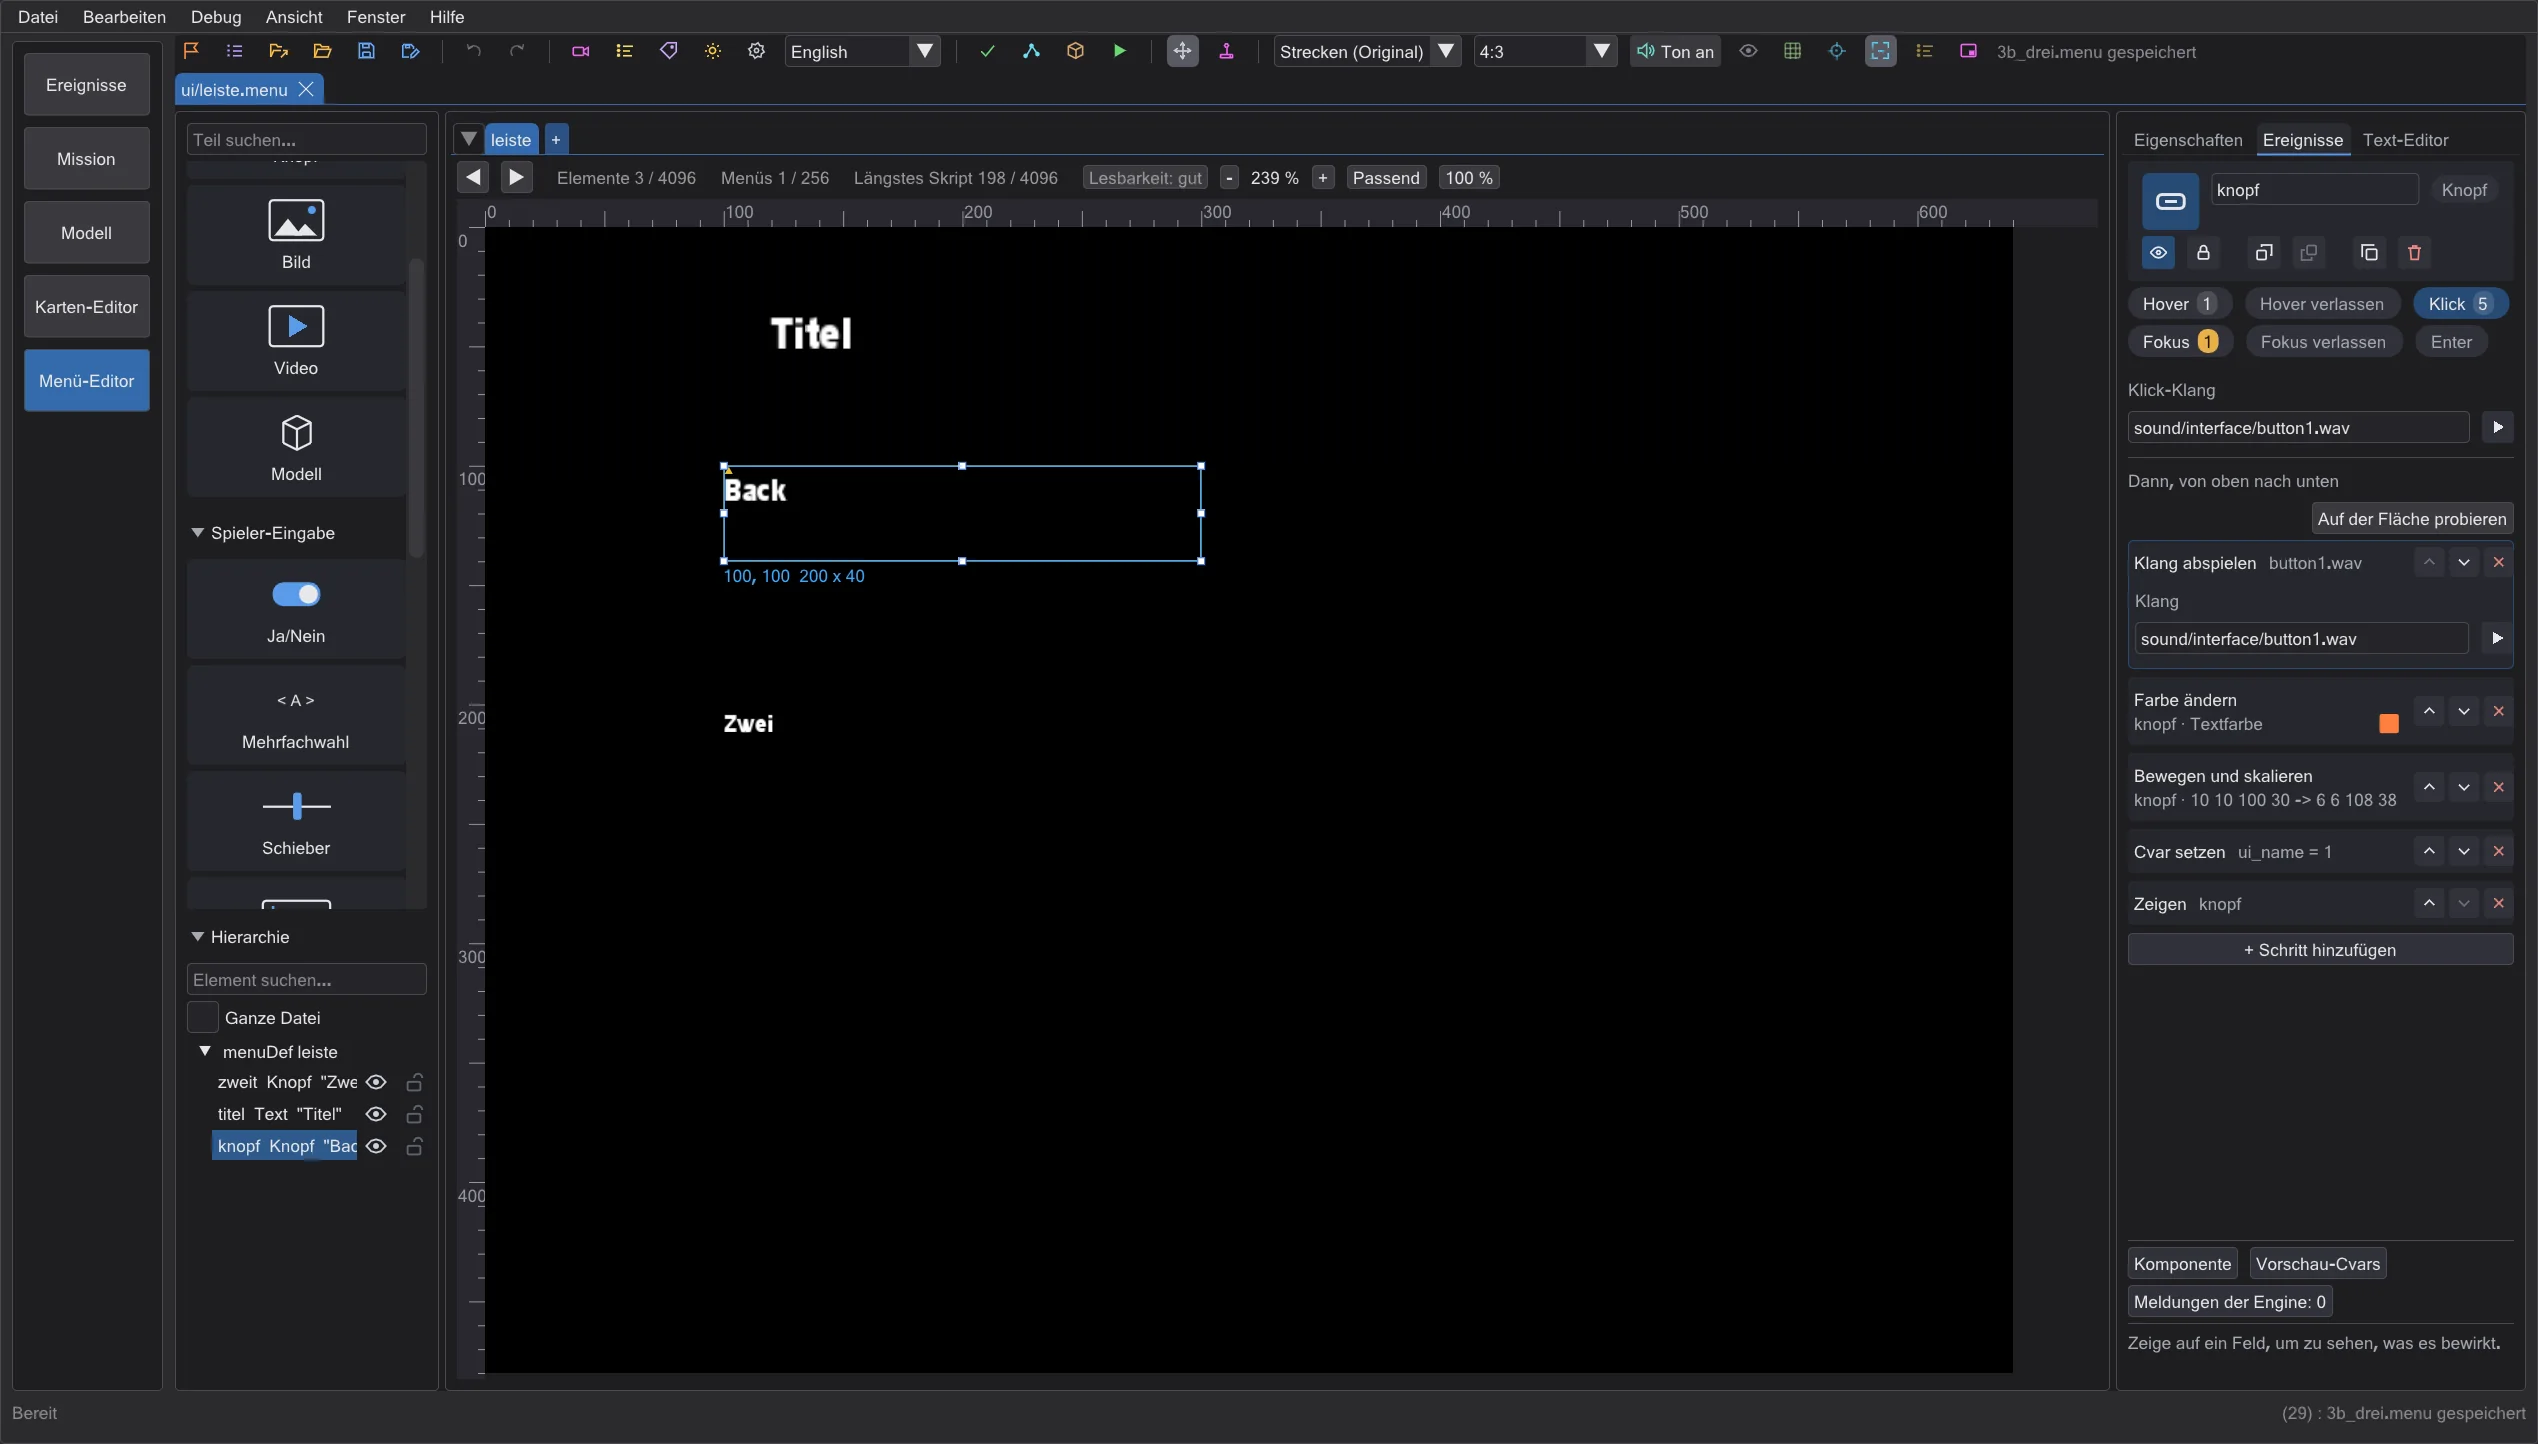 Datei Bearbeiten Debug Ansicht Fenster Hilfe
English
Strecken (Original)
4:3
Ton an
3b_drei.menu gespeichert
Ereignisse
Mission
Modell
Karten-Editor
Menü-Editor
ui/leiste.menu
Teil suchen...
Knopf
Bild
Video
Modell
Spieler-Eingabe
Ja/Nein
< A >
Mehrfachwahl
Schieber
Hierarchie
Element suchen...
Ganze Datei
menuDef leiste
zweit Knopf "Zwe
titel Text "Titel"
knopf Knopf "Bac
leiste +
Elemente 3 / 4096 Menüs 1 / 256 Längstes Skript 198 / 4096 Lesbarkeit: gut - 239 % + Passend 100 %
0 100 200 300 400 500 600
0
100
200
300
400
Titel
Back
100, 100 200 x 40
Zwei
Eigenschaften Ereignisse Text-Editor
knopf Knopf
Hover 1 Hover verlassen Klick 5
Fokus 1 Fokus verlassen Enter
Klick-Klang
sound/interface/button1.wav
Dann, von oben nach unten
Auf der Fläche probieren
Klang abspielen button1.wav
Klang
sound/interface/button1.wav
Farbe ändern
knopf · Textfarbe
Bewegen und skalieren
knopf · 10 10 100 30 -> 6 6 108 38
Cvar setzen ui_name = 1
Zeigen knopf
+ Schritt hinzufügen
Komponente Vorschau-Cvars
Meldungen der Engine: 0
Zeige auf ein Feld, um zu sehen, was es bewirkt.
Bereit
(29) : 3b_drei.menu gespeichert